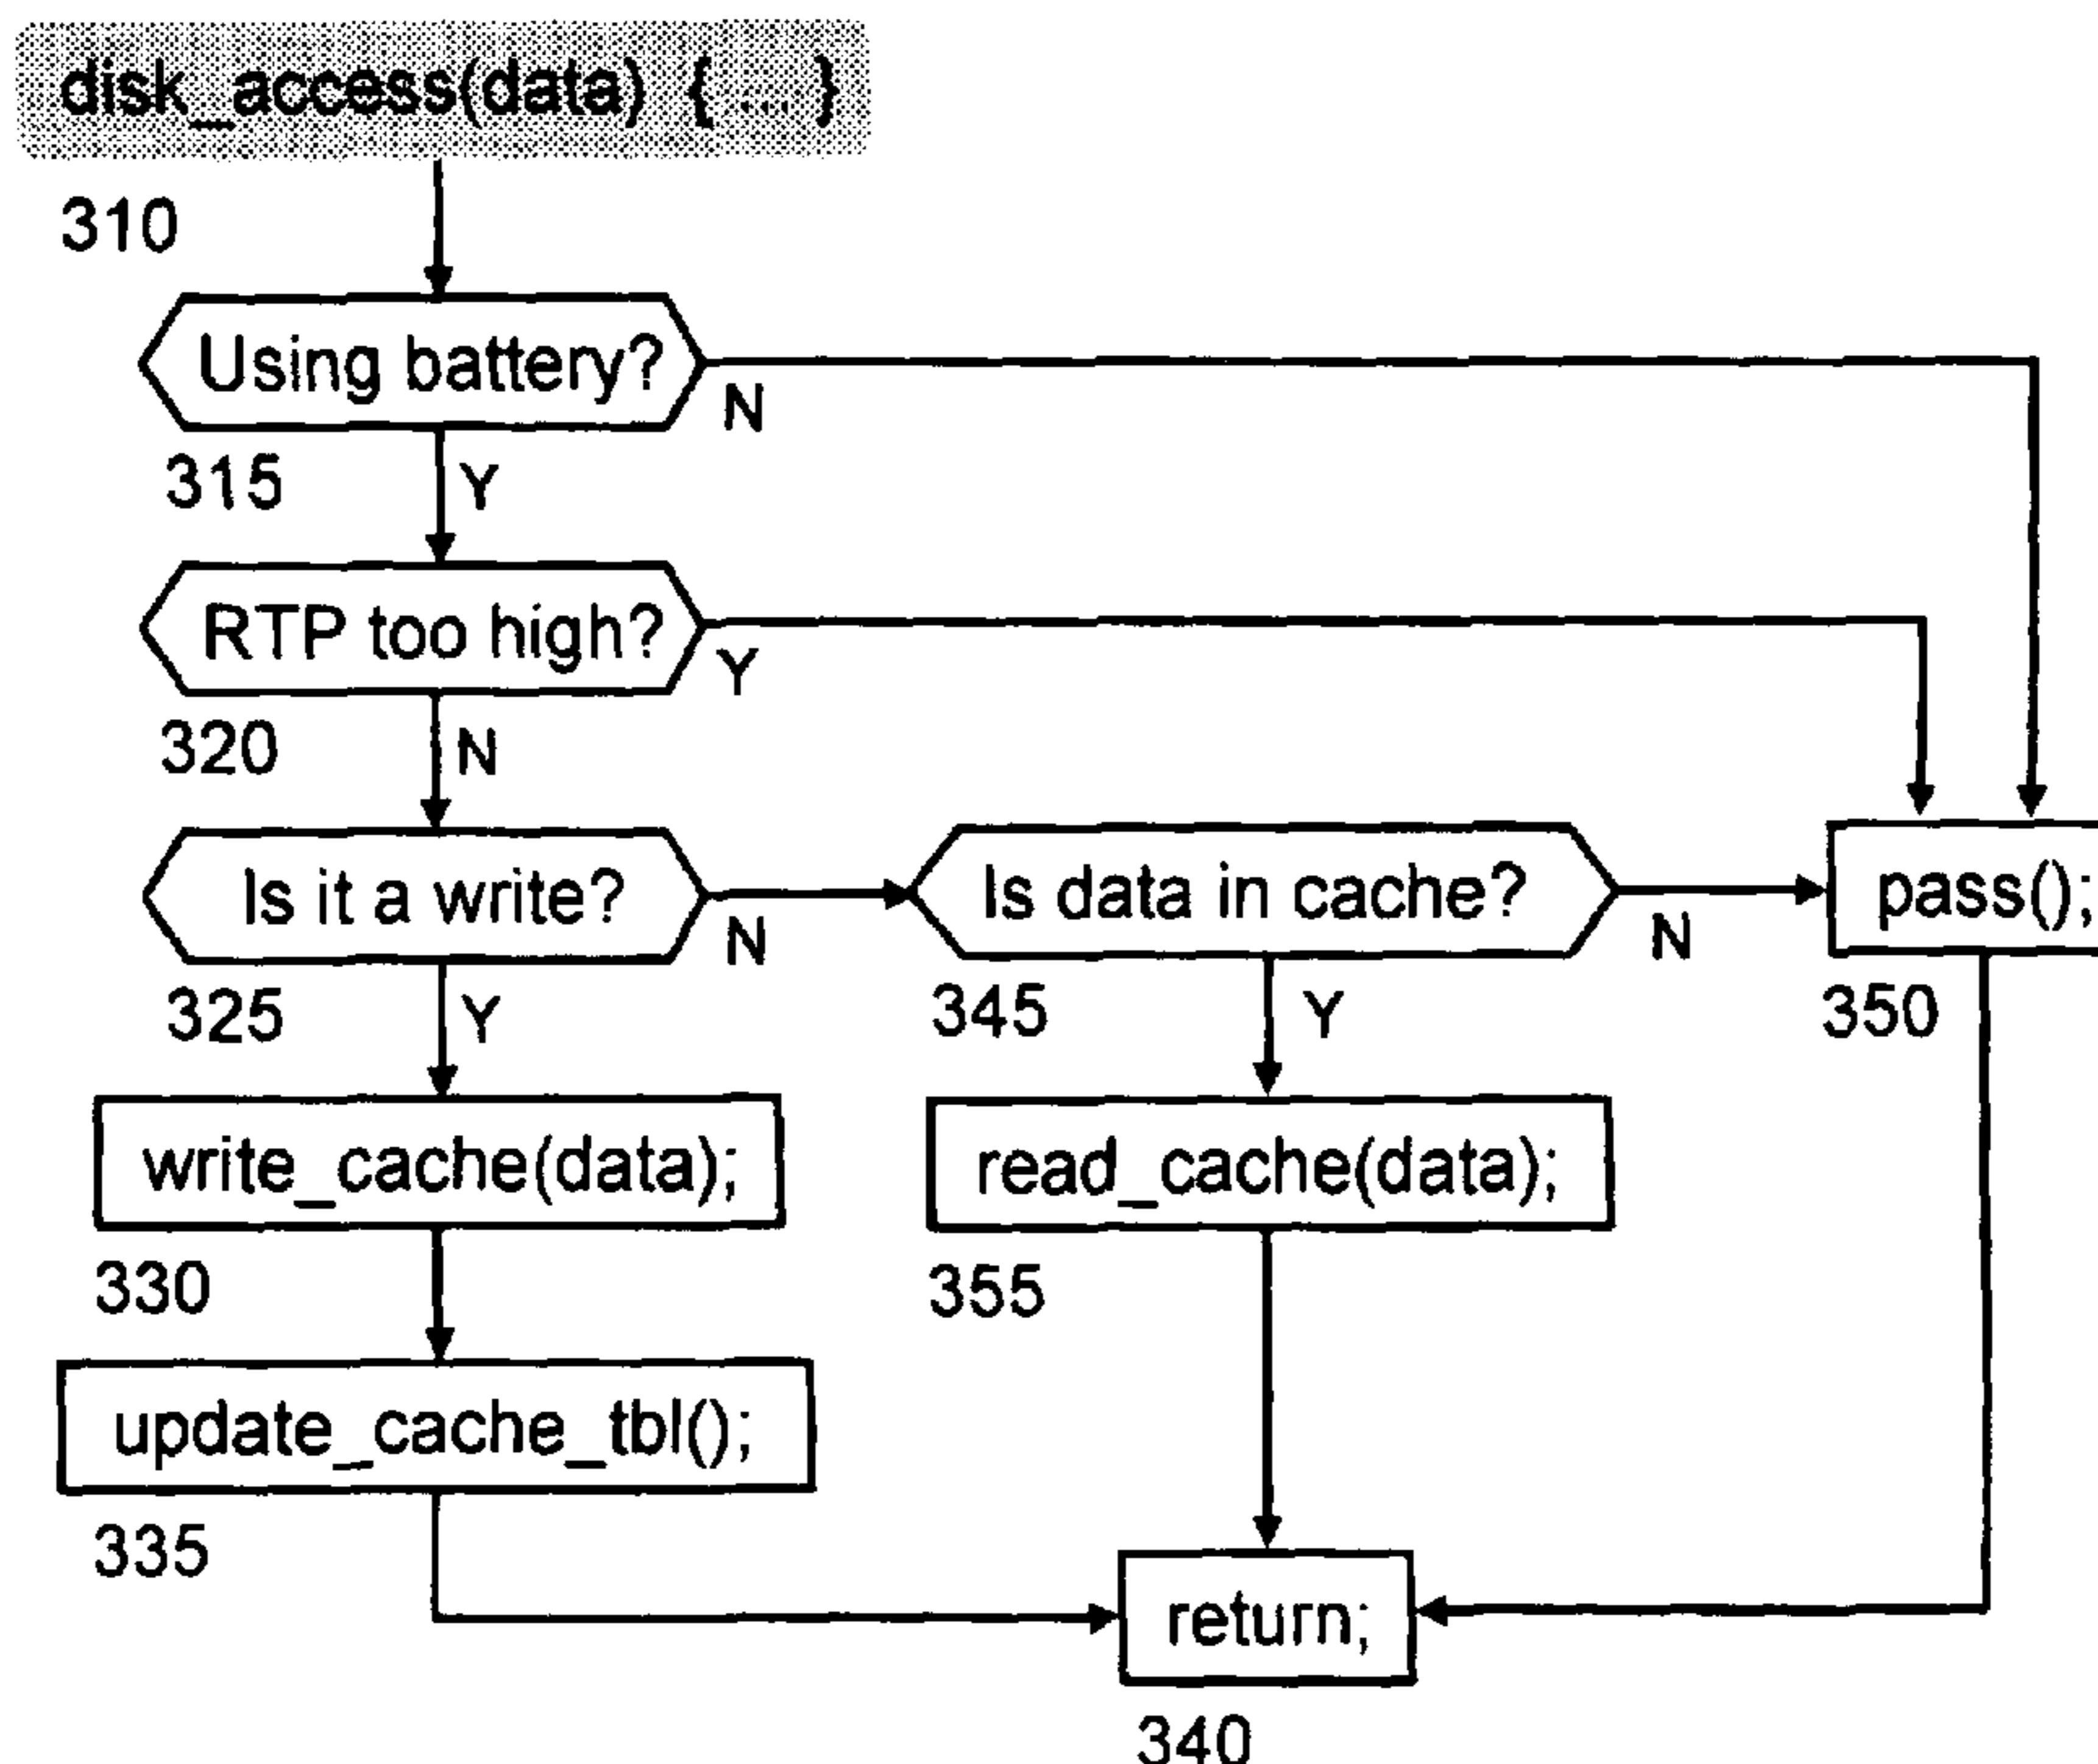 disk_access(data) { ... }
310
Using battery?
N
315
Y
RTP too high?
Y
320
N
Is it a write?
N
Is data in cache?
N
pass();
325
Y
345
Y
350
write_cache(data);
read_cache(data);
330
355
update_cache_tbl();
335
return;
340